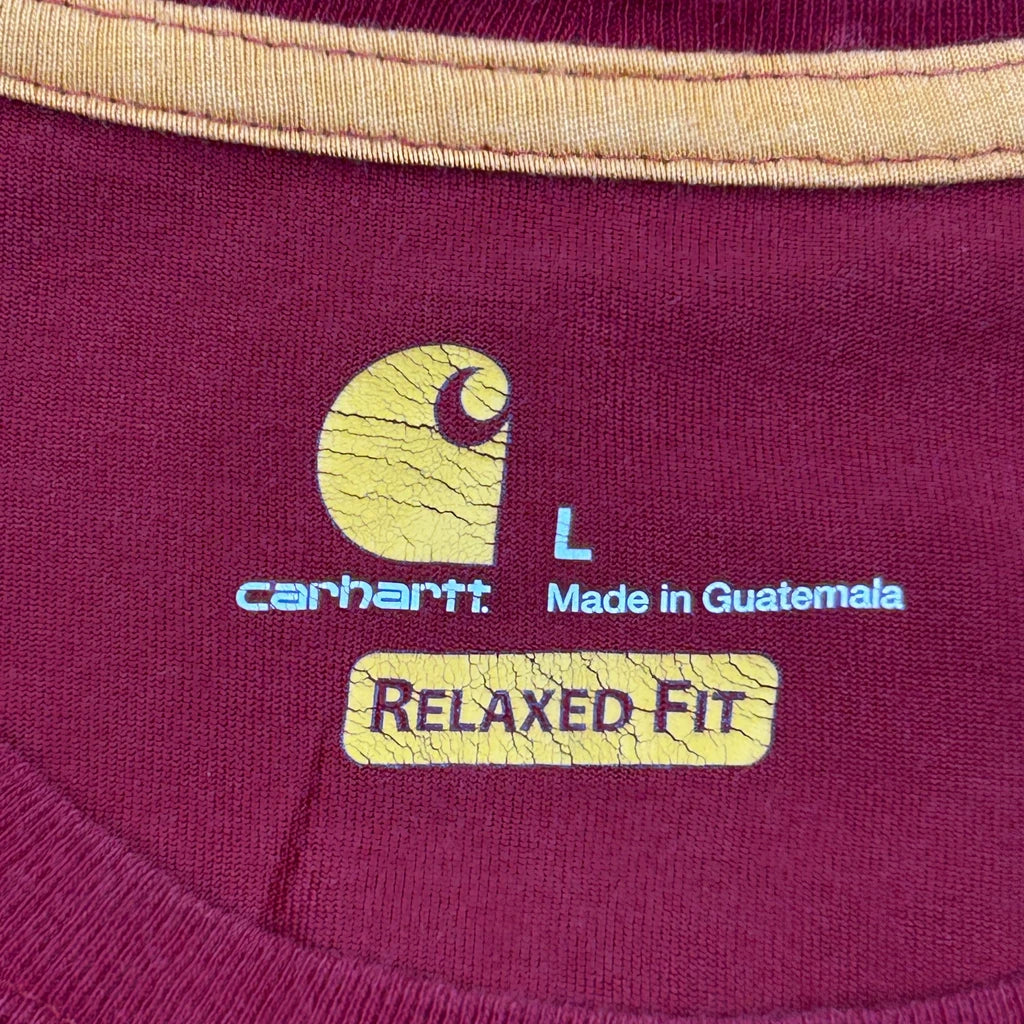 L
carhartt.
Made in Guatemala
RELAXED FIT